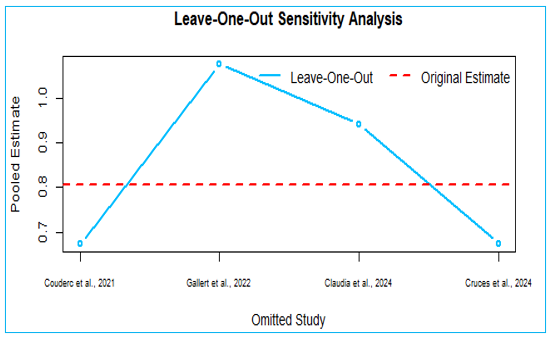 Leave-One-Out Sensitivity Analysis
Leave-One-Out
Original Estimate
Pooled Estimate
1.0
0.9
0.8
0.7
Couderc et al., 2021
Gallert et al., 2022
Claudia et al., 2024
Cruces et al., 2024
Omitted Study